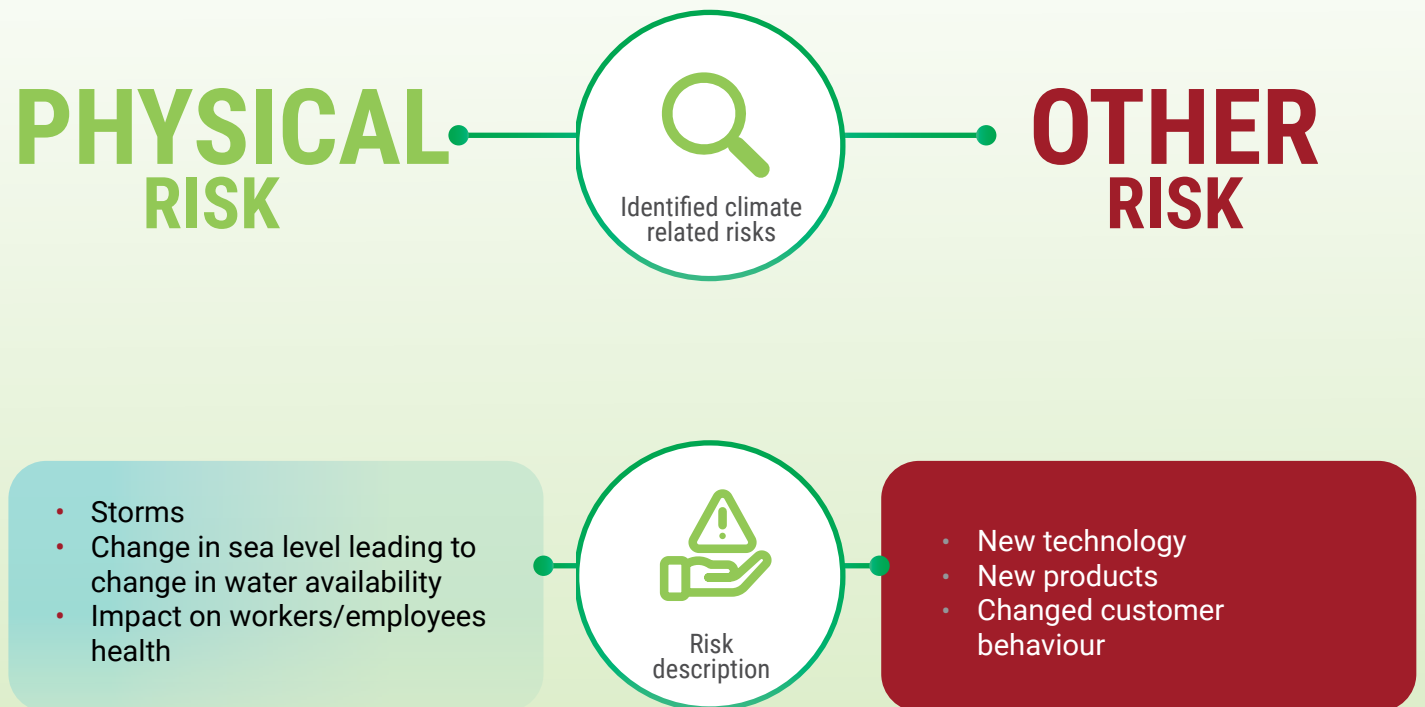 PHYSICAL
RISK
Identified climate
related risks
OTHER
RISK
• Storms
• Change in sea level leading to
change in water availability
• Impact on workers/employees
health
Risk
description
• New technology
• New products
• Changed customer
behaviour